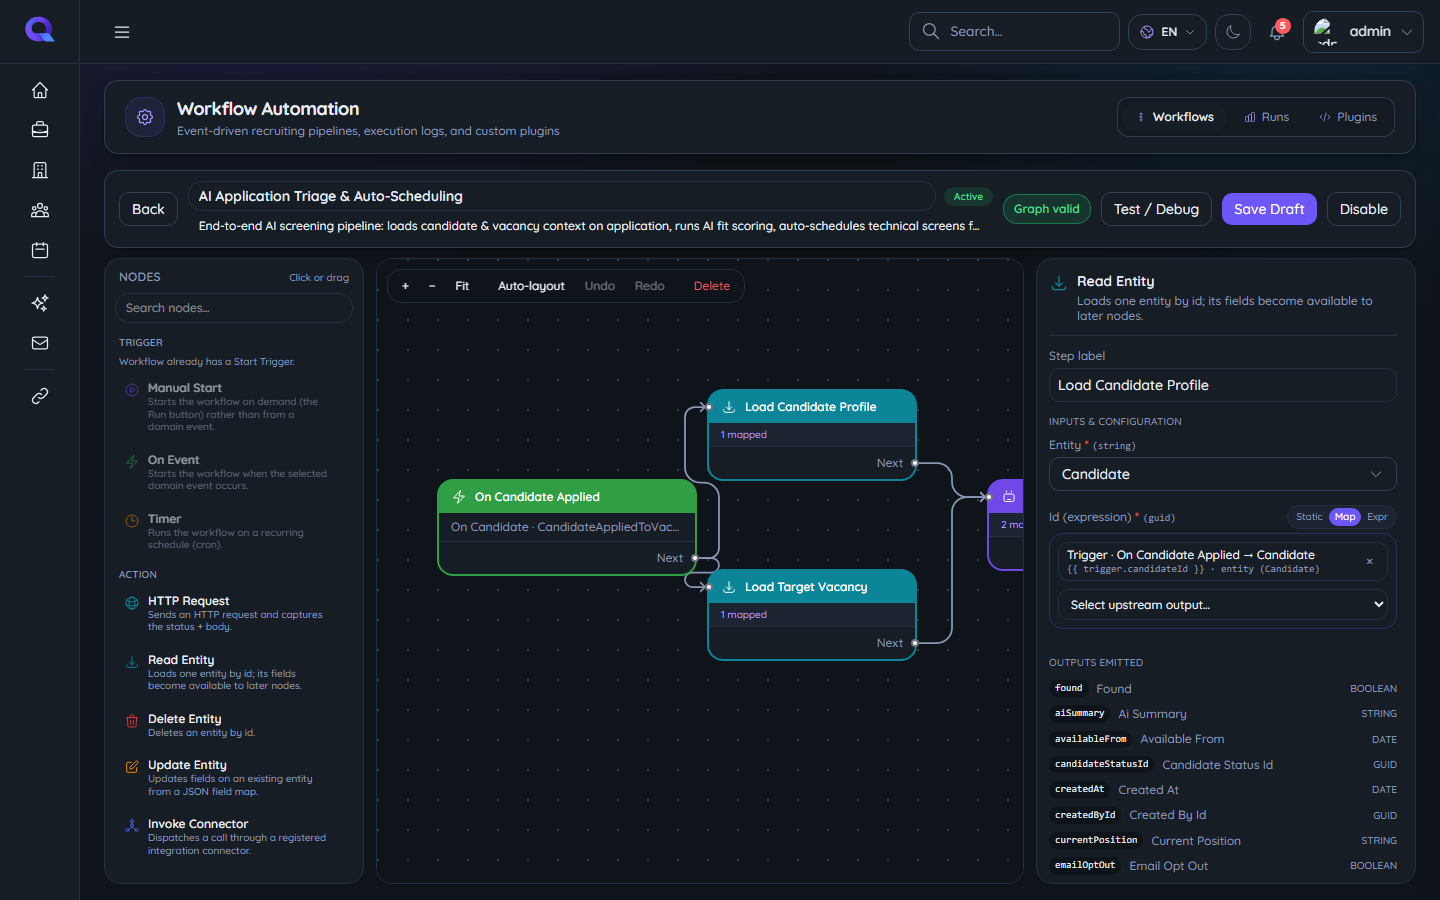 Search...
EN
5
admin
Workflow Automation
Event-driven recruiting pipelines, execution logs, and custom plugins
Workflows
Runs
Plugins
Back
AI Application Triage & Auto-Scheduling
Active
End-to-end AI screening pipeline: loads candidate & vacancy context on application, runs AI fit scoring, auto-schedules technical screens f...
Graph valid
Test / Debug
Save Draft
Disable
NODES
Click or drag
Search nodes...
TRIGGER
Workflow already has a Start Trigger.
Manual Start
Starts the workflow on demand (the
Run button) rather than from a
domain event.
On Event
Starts the workflow when the selected
domain event occurs.
Timer
Runs the workflow on a recurring
schedule (cron).
ACTION
HTTP Request
Sends an HTTP request and captures
the status + body.
Read Entity
Loads one entity by id; its fields
become available to later nodes.
Delete Entity
Deletes an entity by id.
Update Entity
Updates fields on an existing entity
from a JSON field map.
Invoke Connector
Dispatches a call through a registered
integration connector.
+ − Fit Auto-layout Undo Redo Delete
Load Candidate Profile
1 mapped
Next
On Candidate Applied
On Candidate · CandidateAppliedToVac...
Next
Load Target Vacancy
1 mapped
Next
2 ma
Read Entity
Loads one entity by id; its fields become available to
later nodes.
Step label
Load Candidate Profile
INPUTS & CONFIGURATION
Entity * (string)
Candidate
Id (expression) * (guid)
Static Map Expr
Trigger · On Candidate Applied → Candidate
{{ trigger.candidateId }} · entity (Candidate)
×
Select upstream output...
OUTPUTS EMITTED
found Found BOOLEAN
aiSummary Ai Summary STRING
availableFrom Available From DATE
candidateStatusId Candidate Status Id GUID
createdAt Created At DATE
createdById Created By Id GUID
currentPosition Current Position STRING
emailOptOut Email Opt Out BOOLEAN